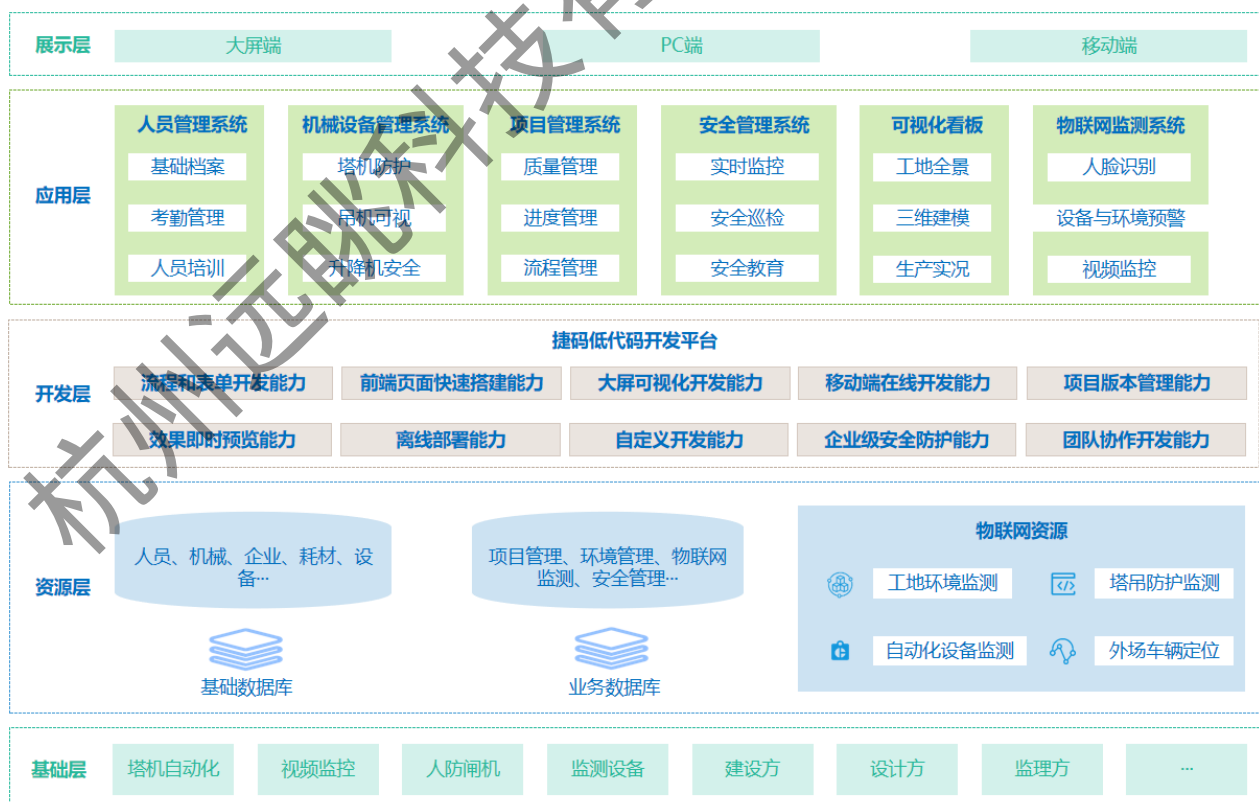 展示层
大屏端
PC端
移动端
应用层
人员管理系统
基础档案
考勤管理
人员培训
机械设备管理系统
塔机防护
吊机可视
升降机安全
项目管理系统
质量管理
进度管理
流程管理
安全管理系统
实时监控
安全巡检
安全教育
可视化看板
工地全景
三维建模
生产实况
物联网监测系统
人脸识别
设备与环境预警
视频监控
开发层
捷码低代码开发平台
流程和表单开发能力
前端页面快速搭建能力
大屏可视化开发能力
移动端在线开发能力
项目版本管理能力
效果即时预览能力
离线部署能力
自定义开发能力
企业级安全防护能力
团队协作开发能力
资源层
人员、机械、企业、耗材、设
备…
基础数据库
项目管理、环境管理、物联网
监测、安全管理…
业务数据库
物联网资源
工地环境监测
塔吊防护监测
自动化设备监测
外场车辆定位
基础层
塔机自动化
视频监控
人防闸机
监测设备
建设方
设计方
监理方
…
杭州远眺科技有